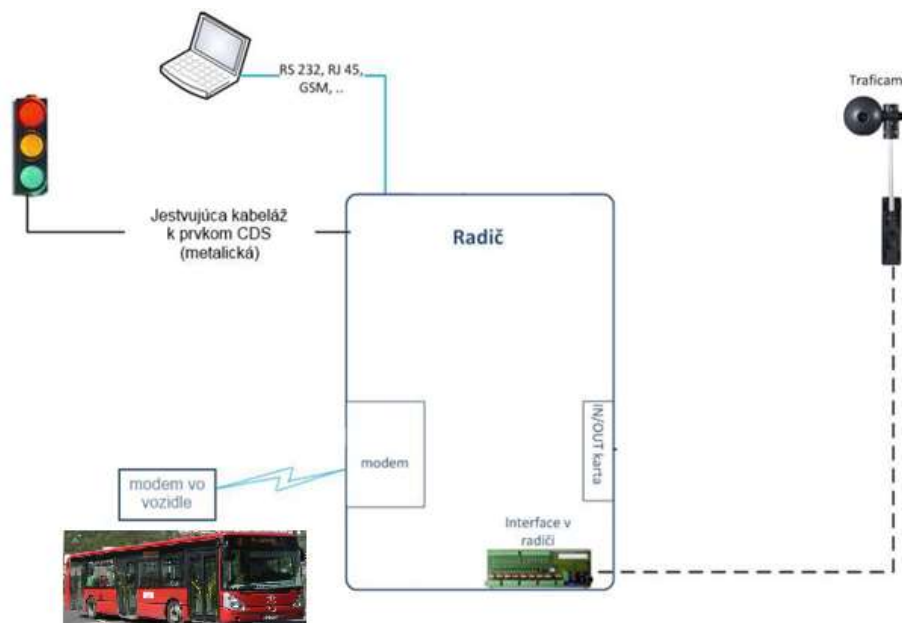 RS 232, RJ 45,
GSM, ..
Traficam
Jestvujúca kabeláž
k prvkom CDS
(metalická)
Radič
IN/OUT karta
modem
modem vo
vozidle
Interface v
radiči